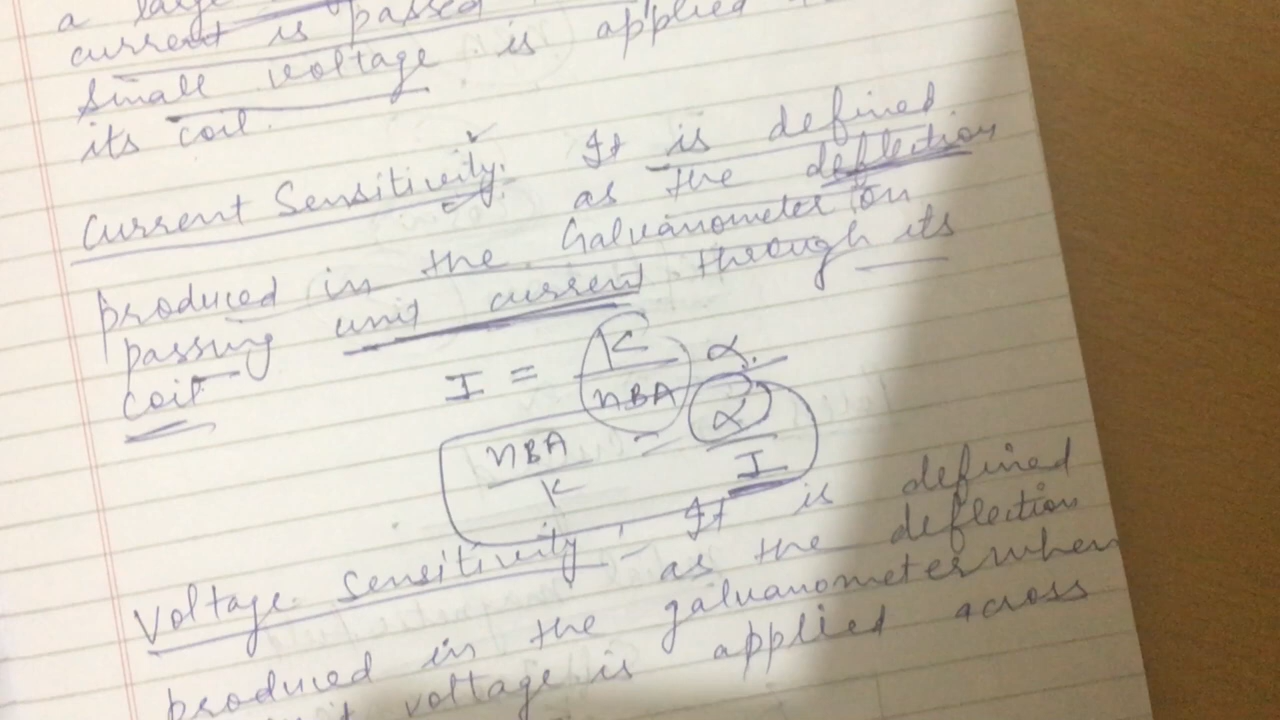 a large
current is passed
small voltage is applied
its coil.
Current Sensitivity: It is defined
as the deflection
produced in the Galvanometer on
passing unit current through its
coil
I = K/nBA α.
nBA/K = α/I
Voltage Sensitivity :- It is defined
as the deflection
produced in the galvanometer when
voltage is applied across